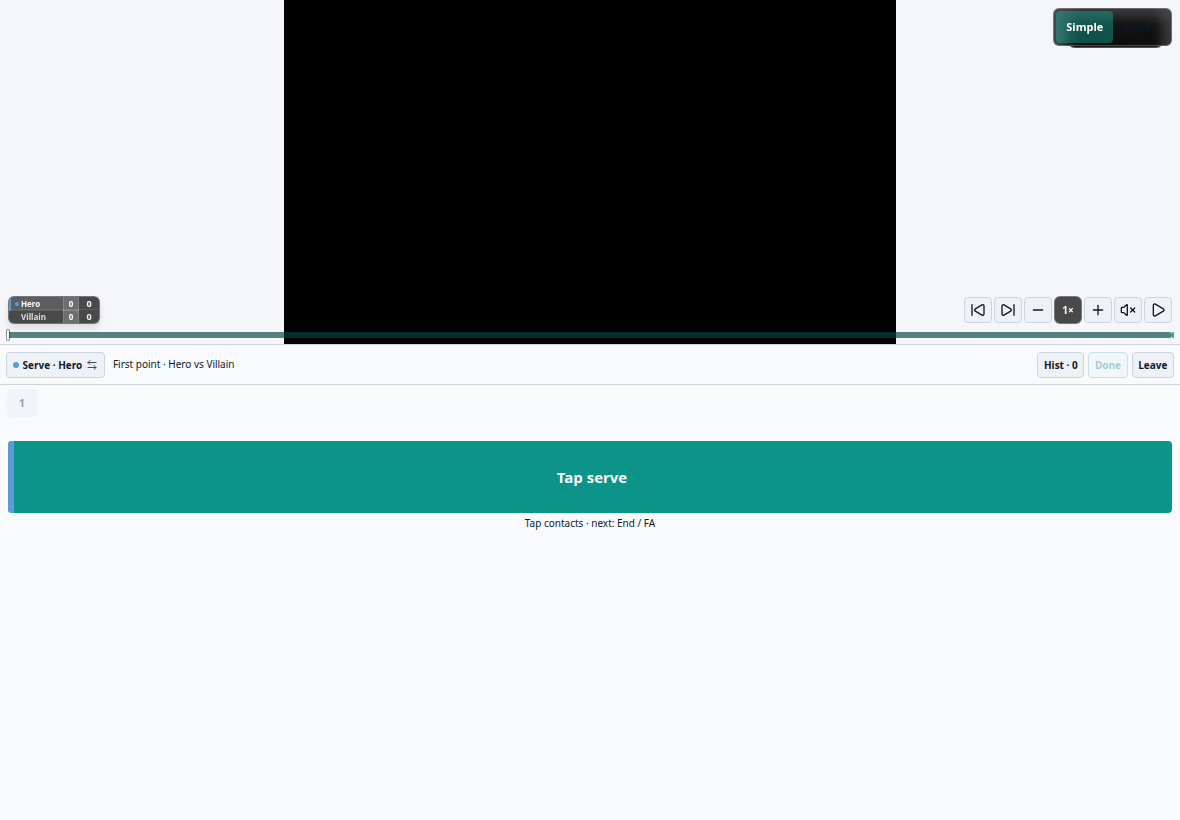 Simple
Hero 0 0
Villain 0 0
1×
Serve · Hero
First point · Hero vs Villain
Hist · 0
Done
Leave
1
Tap serve
Tap contacts · next: End / FA